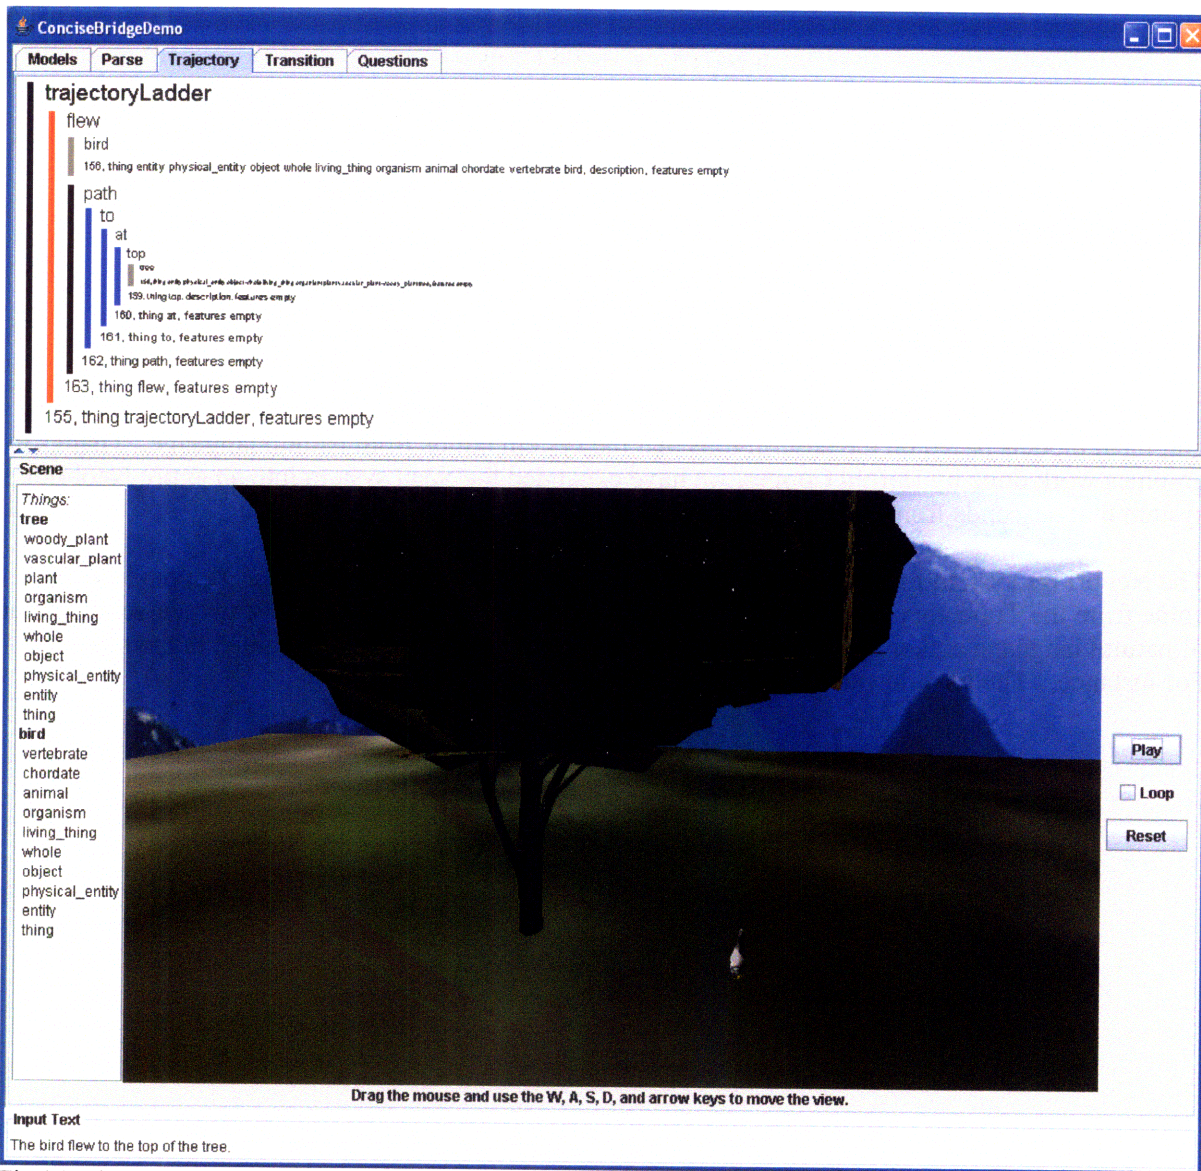 ConciseBridgeDemo
Models Parse Trajectory Transition Questions
trajectoryLadder
flew
bird
156, thing entity physical_entity object whole living_thing organism animal chordate vertebrate bird, description, features empty
path
to
at
top
tree
159, thing top, description, features empty
160, thing at, features empty
161, thing to, features empty
162, thing path, features empty
163, thing flew, features empty
155, thing trajectoryLadder, features empty
Scene
Things:
tree
woody_plant
vascular_plant
plant
organism
living_thing
whole
object
physical_entity
entity
thing
bird
vertebrate
chordate
animal
organism
living_thing
whole
object
physical_entity
entity
thing
Play
Loop
Reset
Drag the mouse and use the W, A, S, D, and arrow keys to move the view.
Input Text
The bird flew to the top of the tree.